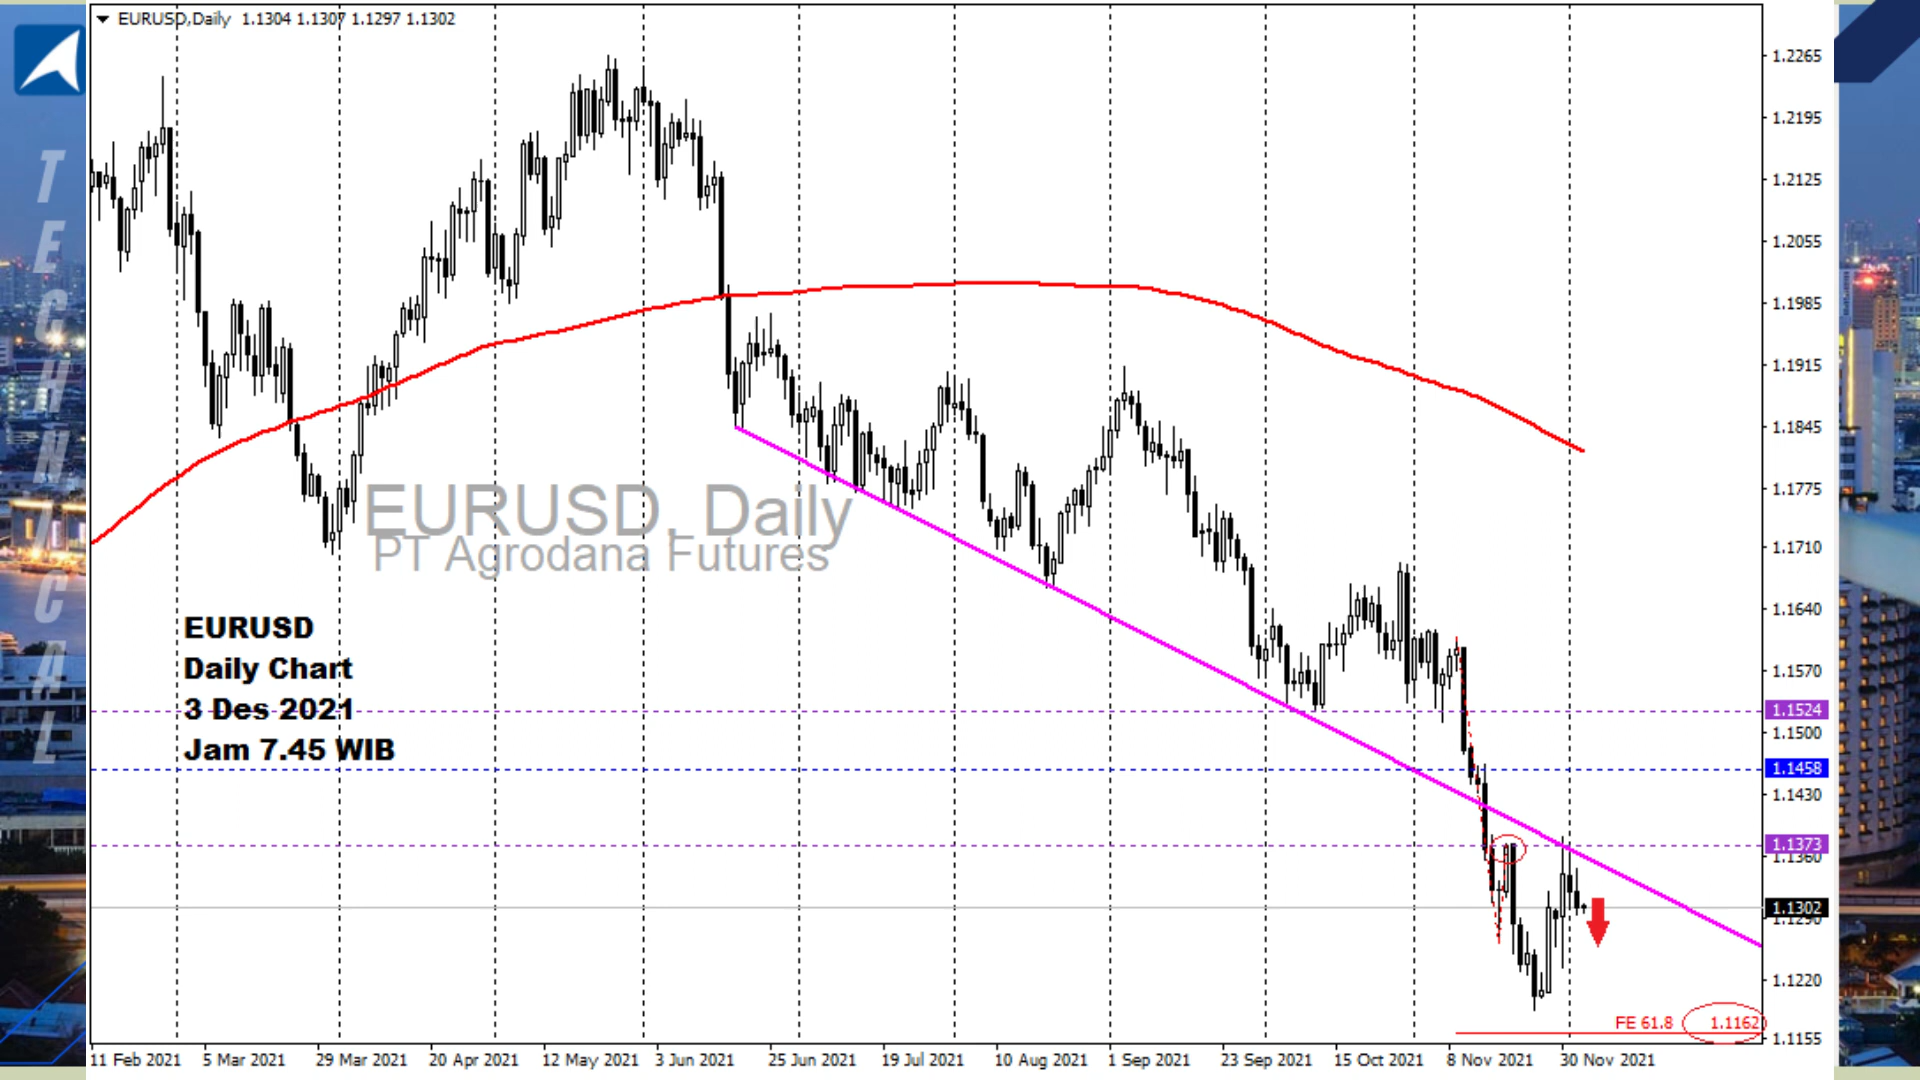 EURUSD,Daily 1.1304 1.1307 1.1297 1.1302
TECHNICAL
1.2265
1.2195
1.2125
1.2055
1.1985
1.1915
1.1845
1.1775
1.1710
1.1640
1.1570
1.1524
1.1500
1.1458
1.1430
1.1373
1.1360
1.1302
1.1290
1.1220
1.1155
EURUSD, Daily
PT Agrodana Futures
EURUSD
Daily Chart
3 Des 2021
Jam 7.45 WIB
FE 61.8 1.1162
11 Feb 2021 5 Mar 2021 29 Mar 2021 20 Apr 2021 12 May 2021 3 Jun 2021 25 Jun 2021 19 Jul 2021 10 Aug 2021 1 Sep 2021 23 Sep 2021 15 Oct 2021 8 Nov 2021 30 Nov 2021